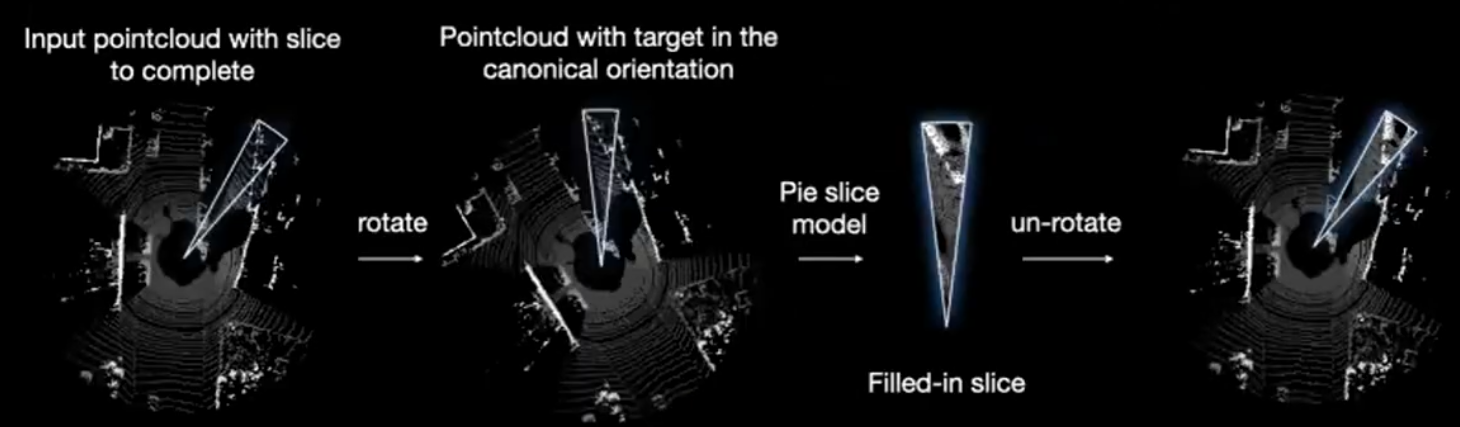 Input pointcloud with slice
to complete
Pointcloud with target in the
canonical orientation
rotate
Pie slice
model
un-rotate
Filled-in slice